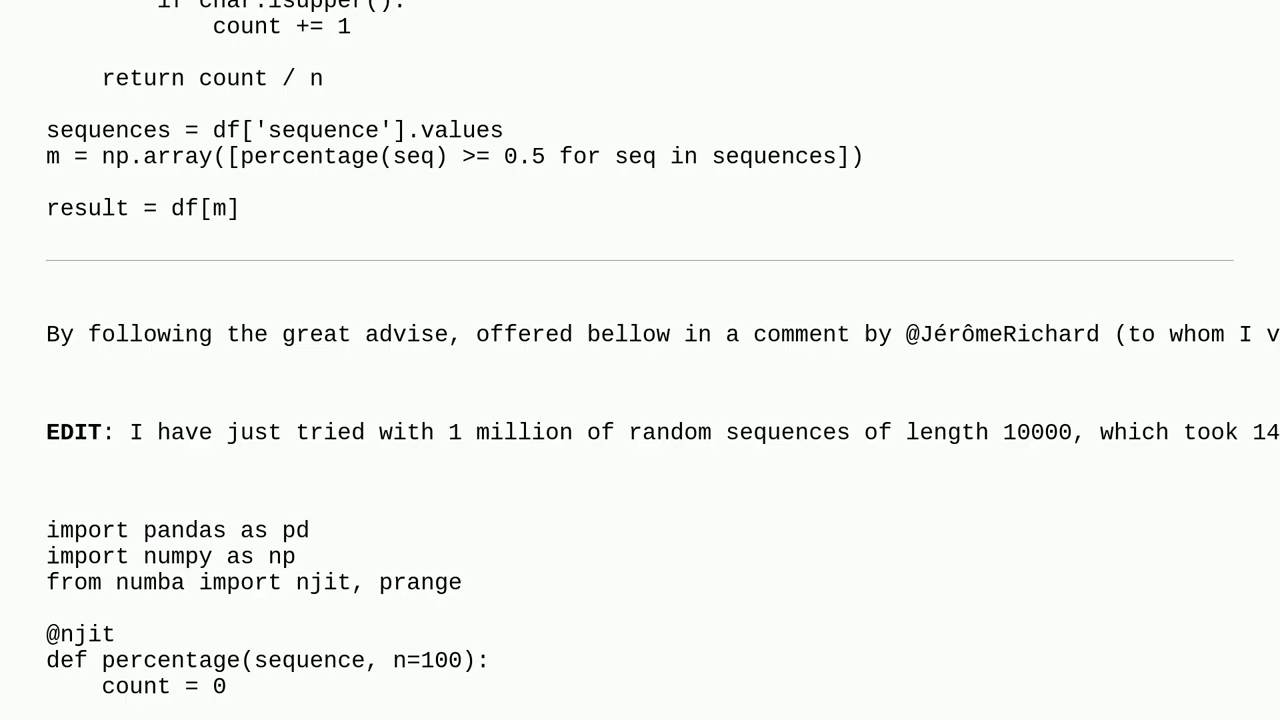 if char.isupper():
            count += 1
    return count / n
sequences = df['sequence'].values
m = np.array([percentage(seq) >= 0.5 for seq in sequences])
result = df[m]
By following the great advise, offered bellow in a comment by @JérômeRichard (to whom I v
EDIT: I have just tried with 1 million of random sequences of length 10000, which took 14
import pandas as pd
import numpy as np
from numba import njit, prange
@njit
def percentage(sequence, n=100):
    count = 0